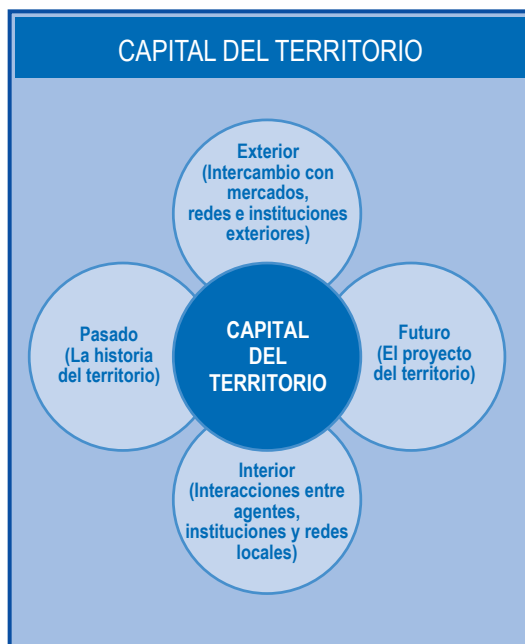 CAPITAL DEL TERRITORIO
Exterior
(Intercambio con
mercados,
redes e instituciones
exteriores)
Pasado
(La historia
del territorio)
CAPITAL
DEL
TERRITORIO
Futuro
(El proyecto
del territorio)
Interior
(Interacciones entre
agentes,
instituciones y redes
locales)